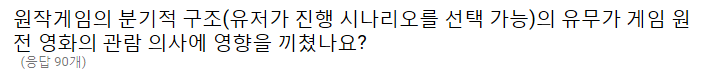 원작게임의 분기적 구조(유저가 진행 시나리오를 선택 가능)의 유무가 게임 원
전 영화의 관람 의사에 영향을 끼쳤나요?
(응답 90개)